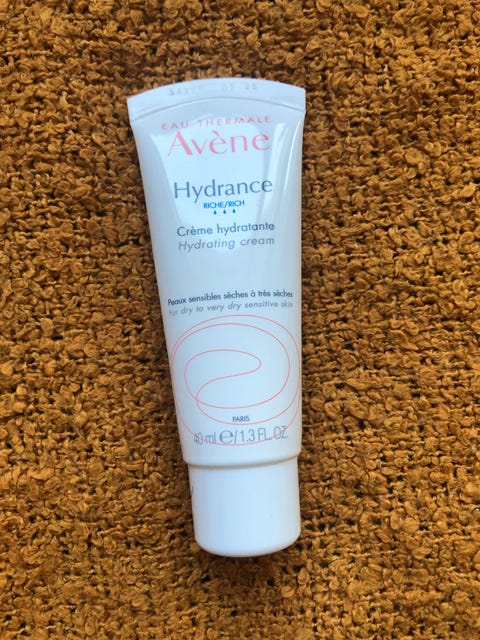 EAU THERMALE
Avène
Hydrance
RICHE/RICH
Crème hydratante
Hydrating cream
Peaux sensibles sèches à très sèches
For dry to very dry sensitive skin
PARIS
40 ml ℮/1.3 FL.OZ